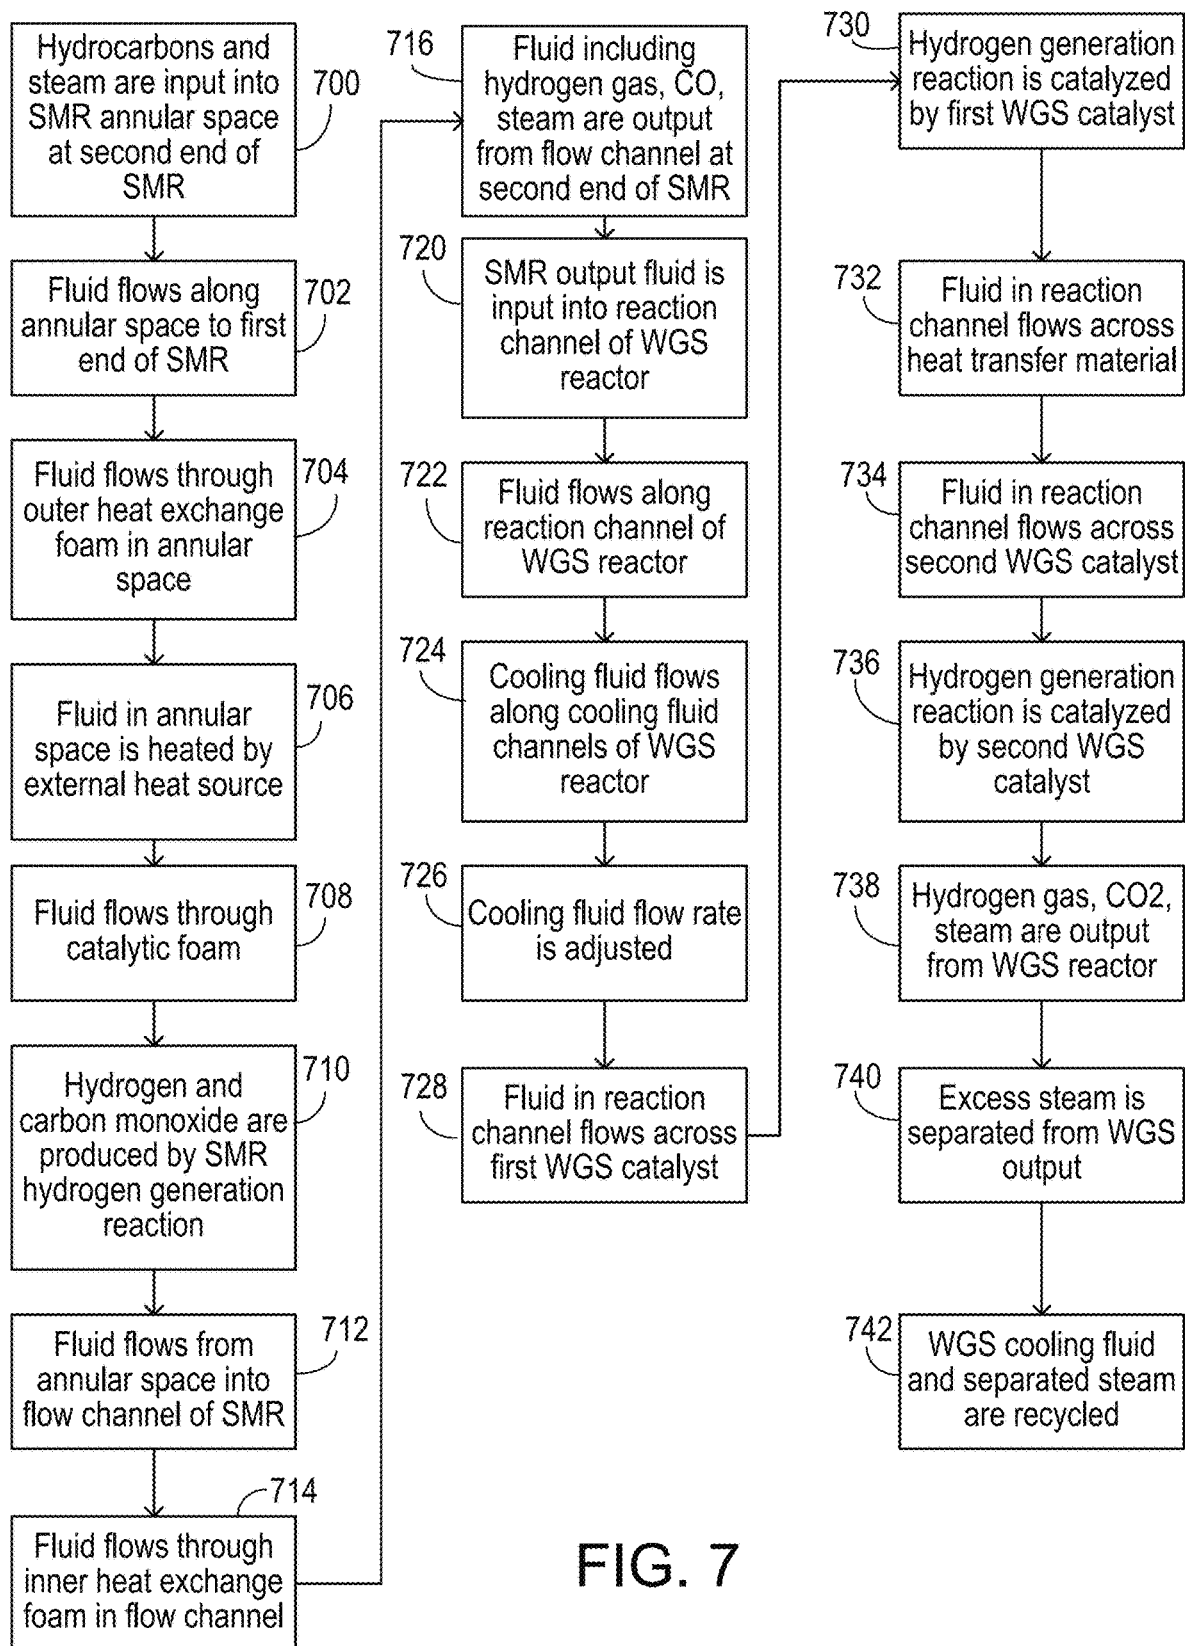 Hydrocarbons and
steam are input into
SMR annular space
at second end of
SMR
700
Fluid flows along
annular space to first
end of SMR
702
Fluid flows through
outer heat exchange
foam in annular
space
704
Fluid in annular
space is heated by
external heat source
706
Fluid flows through
catalytic foam
708
Hydrogen and
carbon monoxide are
produced by SMR
hydrogen generation
reaction
710
Fluid flows from
annular space into
flow channel of SMR
712
714
Fluid flows through
inner heat exchange
foam in flow channel
716
Fluid including
hydrogen gas, CO,
steam are output
from flow channel at
second end of SMR
720
SMR output fluid is
input into reaction
channel of WGS
reactor
722
Fluid flows along
reaction channel of
WGS reactor
724
Cooling fluid flows
along cooling fluid
channels of WGS
reactor
726
Cooling fluid flow rate
is adjusted
728
Fluid in reaction
channel flows across
first WGS catalyst
730
Hydrogen generation
reaction is catalyzed
by first WGS catalyst
732
Fluid in reaction
channel flows across
heat transfer material
734
Fluid in reaction
channel flows across
second WGS catalyst
736
Hydrogen generation
reaction is catalyzed
by second WGS
catalyst
738
Hydrogen gas, CO2,
steam are output
from WGS reactor
740
Excess steam is
separated from WGS
output
742
WGS cooling fluid
and separated steam
are recycled
FIG. 7